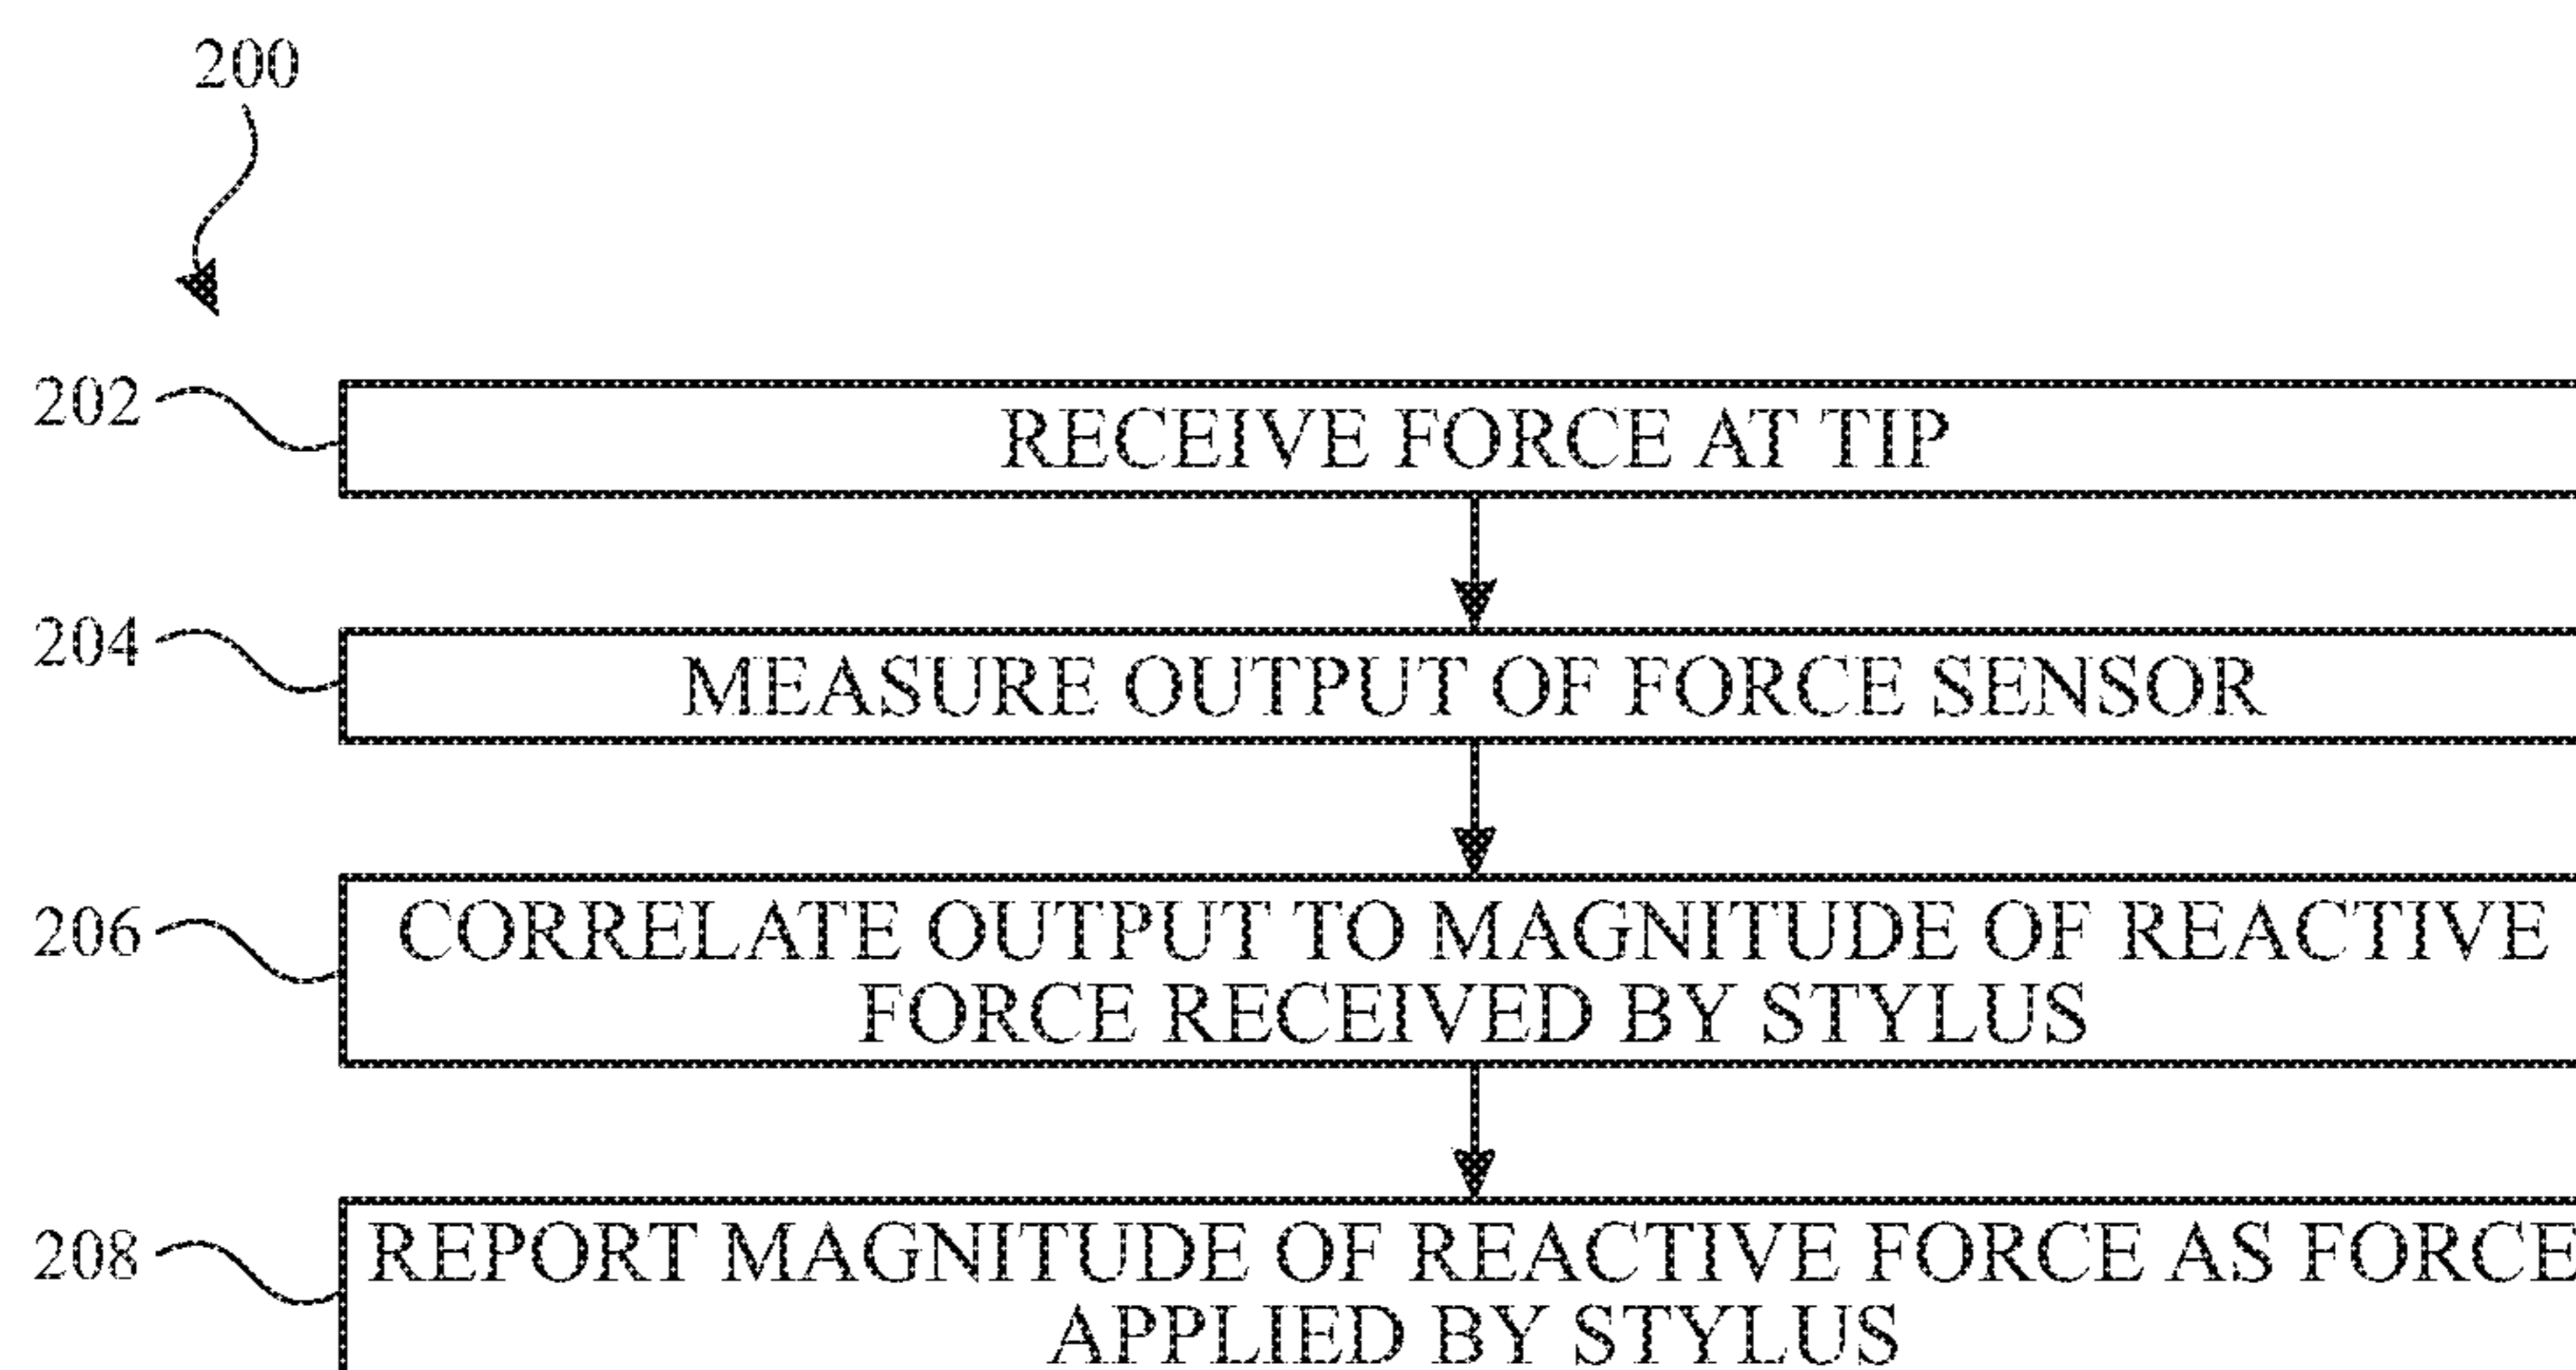 200
202
RECEIVE FORCE AT TIP
204
MEASURE OUTPUT OF FORCE SENSOR
206
CORRELATE OUTPUT TO MAGNITUDE OF REACTIVE
FORCE RECEIVED BY STYLUS
208
REPORT MAGNITUDE OF REACTIVE FORCE AS FORCE
APPLIED BY STYLUS